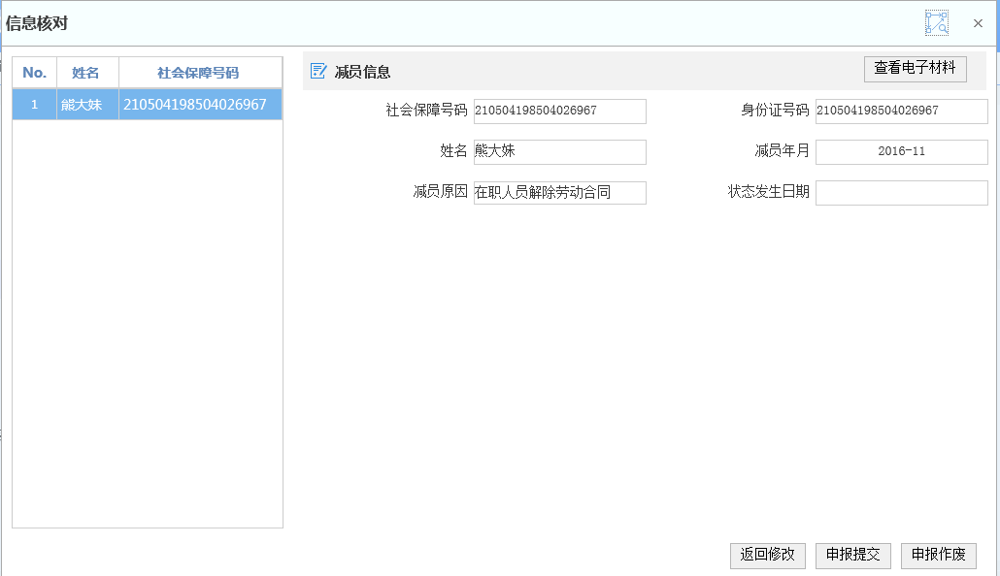 信息核对
No. 姓名 社会保障号码
1 熊大妹 210504198504026967
减员信息 查看电子材料
社会保障号码 210504198504026967 身份证号码 210504198504026967
姓名 熊大妹 减员年月 2016-11
减员原因 在职人员解除劳动合同 状态发生日期
返回修改 申报提交 申报作废